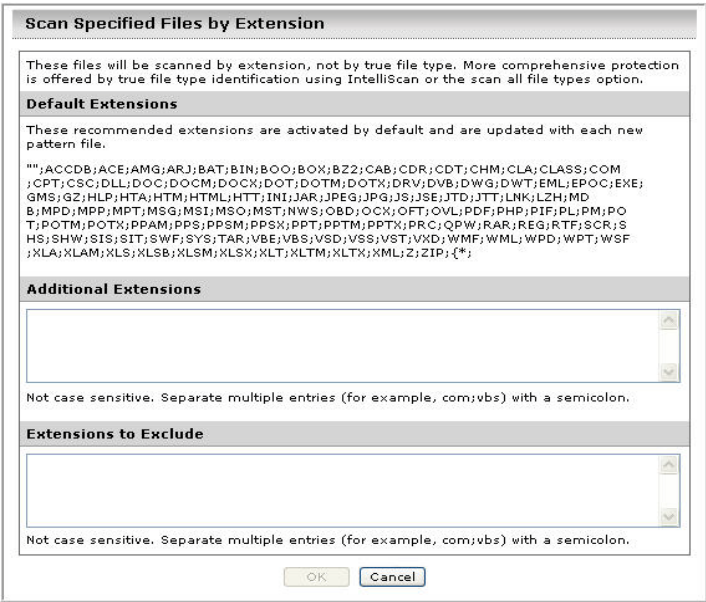 Scan Specified Files by Extension
These files will be scanned by extension, not by true file type. More comprehensive protection
is offered by true file type identification using IntelliScan or the scan all file types option.
Default Extensions
These recommended extensions are activated by default and are updated with each new
pattern file.
"";ACCDB;ACE;AMG;ARJ;BAT;BIN;BOO;BOX;BZ2;CAB;CDR;CDT;CHM;CLA;CLASS;COM
;CPT;CSC;DLL;DOC;DOCM;DOCX;DOT;DOTM;DOTX;DRV;DVB;DWG;DWT;EML;EPOC;EXE;
GMS;GZ;HLP;HTA;HTM;HTML;HTT;INI;JAR;JPEG;JPG;JS;JSE;JTD;JTT;LNK;LZH;MD
B;MPD;MPP;MPT;MSG;MSI;MSO;MST;NWS;OBD;OCX;OFT;OVL;PDF;PHP;PIF;PL;PM;PO
T;POTM;POTX;PPAM;PPS;PPSM;PPSX;PPT;PPTM;PPTX;PRC;QPW;RAR;REG;RTF;SCR;S
HS;SHW;SIS;SIT;SWF;SYS;TAR;VBE;VBS;VSD;VSS;VST;VXD;WMF;WML;WPD;WPT;WSF
;XLA;XLAM;XLS;XLSB;XLSM;XLSX;XLT;XLTM;XLTX;XML;Z;ZIP;{*;
Additional Extensions
Not case sensitive. Separate multiple entries (for example, com;vbs) with a semicolon.
Extensions to Exclude
Not case sensitive. Separate multiple entries (for example, com;vbs) with a semicolon.
OK Cancel